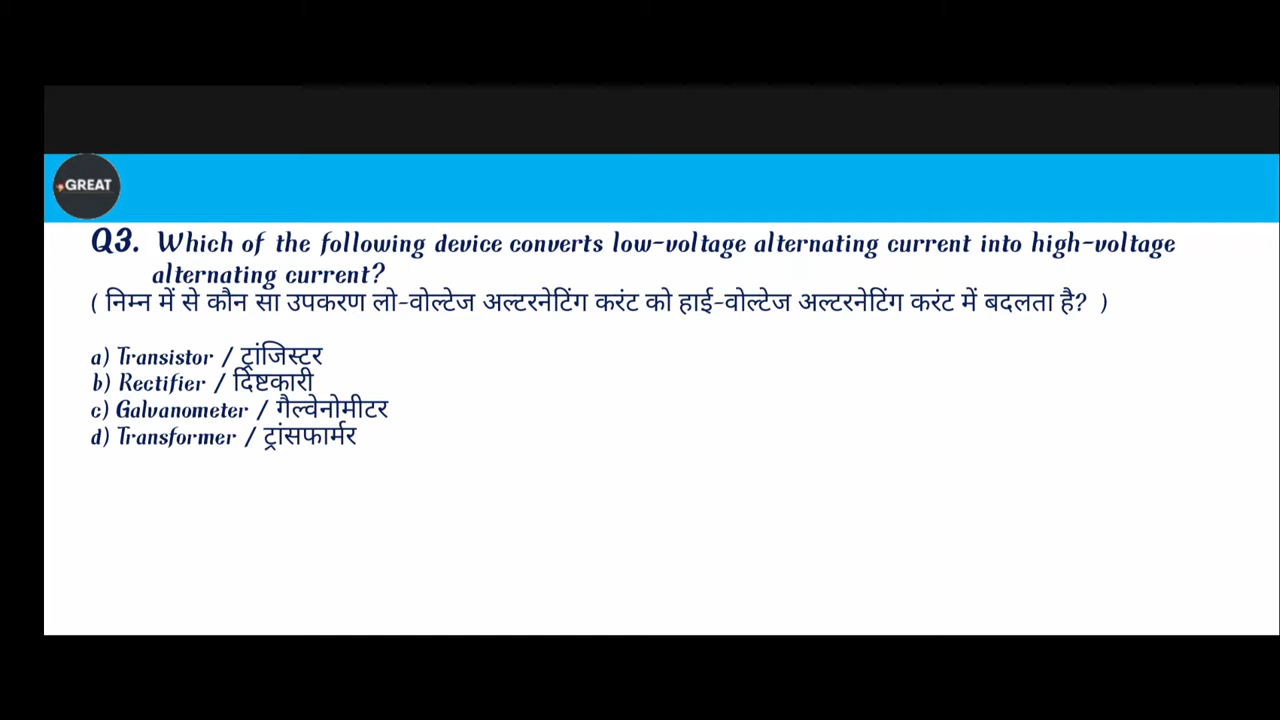 GREAT
Q3. Which of the following device converts low-voltage alternating current into high-voltage
alternating current?
( निम्न में से कौन सा उपकरण लो-वोल्टेज अल्टरनेटिंग करंट को हाई-वोल्टेज अल्टरनेटिंग करंट में बदलता है? )
a) Transistor / ट्रांजिस्टर
b) Rectifier / दिष्टकारी
c) Galvanometer / गैल्वेनोमीटर
d) Transformer / ट्रांसफार्मर